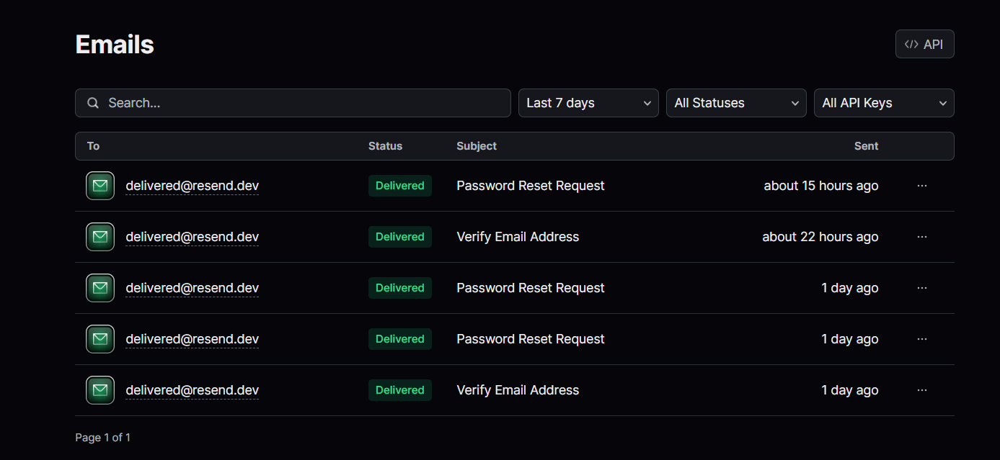 Emails
</> API
Search...
Last 7 days
All Statuses
All API Keys
To Status Subject Sent
delivered@resend.dev Delivered Password Reset Request about 15 hours ago ...
delivered@resend.dev Delivered Verify Email Address about 22 hours ago ...
delivered@resend.dev Delivered Password Reset Request 1 day ago ...
delivered@resend.dev Delivered Password Reset Request 1 day ago ...
delivered@resend.dev Delivered Verify Email Address 1 day ago ...
Page 1 of 1